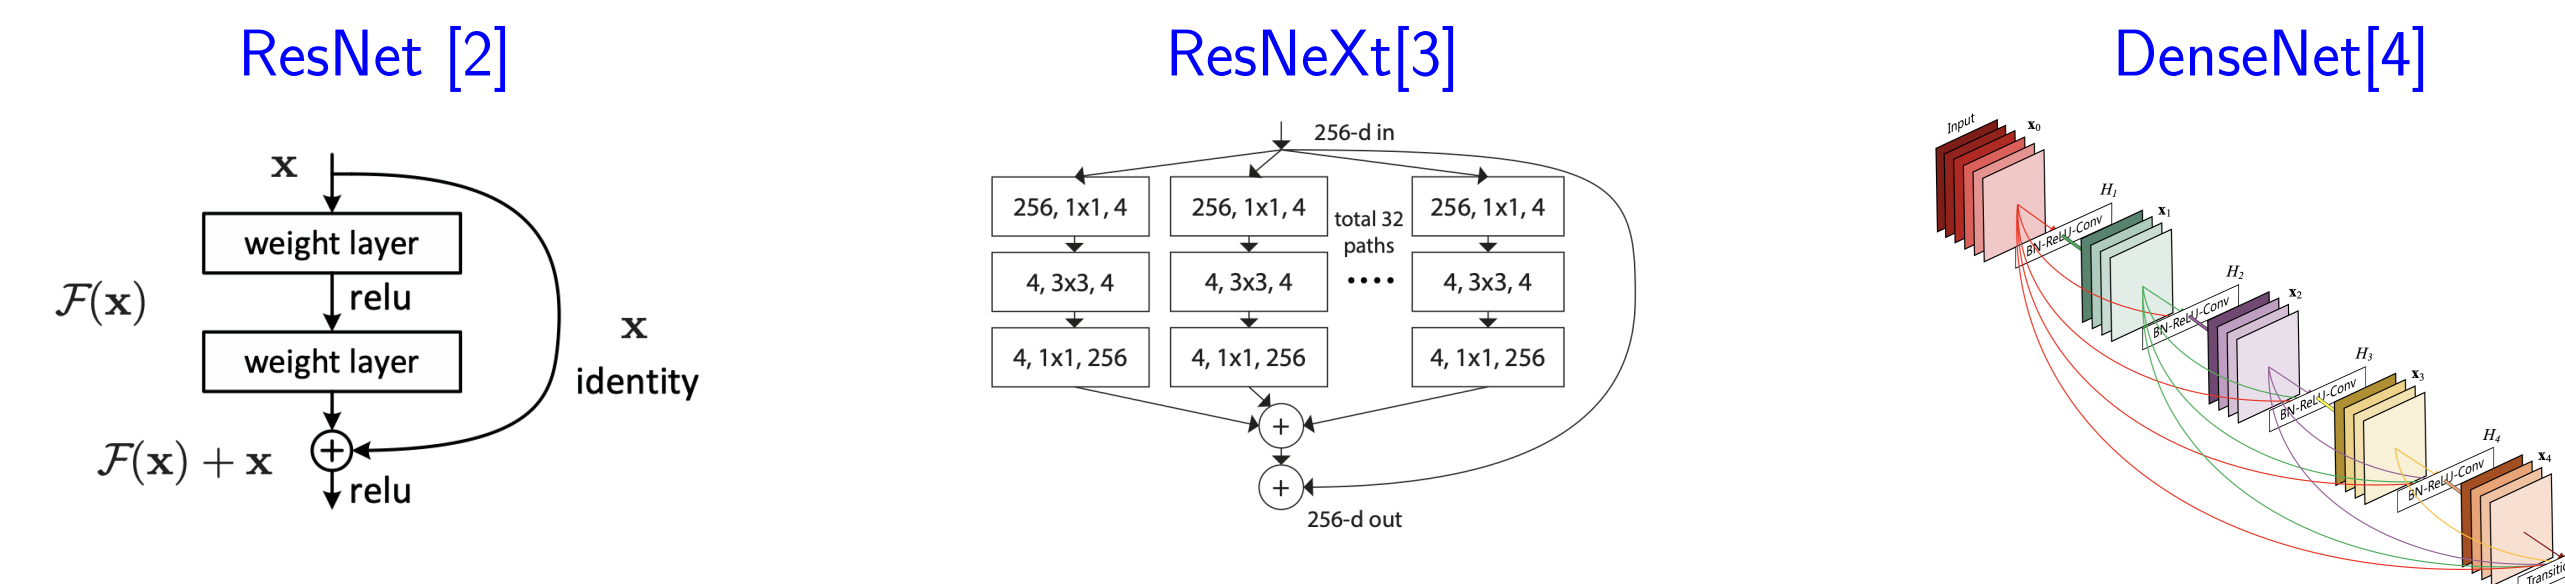 ResNet [2]
x
weight layer
F(x)
relu
weight layer
x
identity
F(x) + x
+
relu
ResNeXt[3]
256-d in
256, 1x1, 4
256, 1x1, 4
total 32
paths
256, 1x1, 4
4, 3x3, 4
4, 3x3, 4
....
4, 3x3, 4
4, 1x1, 256
4, 1x1, 256
4, 1x1, 256
+
+
256-d out
DenseNet[4]
Input
x0
H1
BN-ReLU-Conv
x1
H2
BN-ReLU-Conv
x2
H3
BN-ReLU-Conv
x3
H4
BN-ReLU-Conv
x4